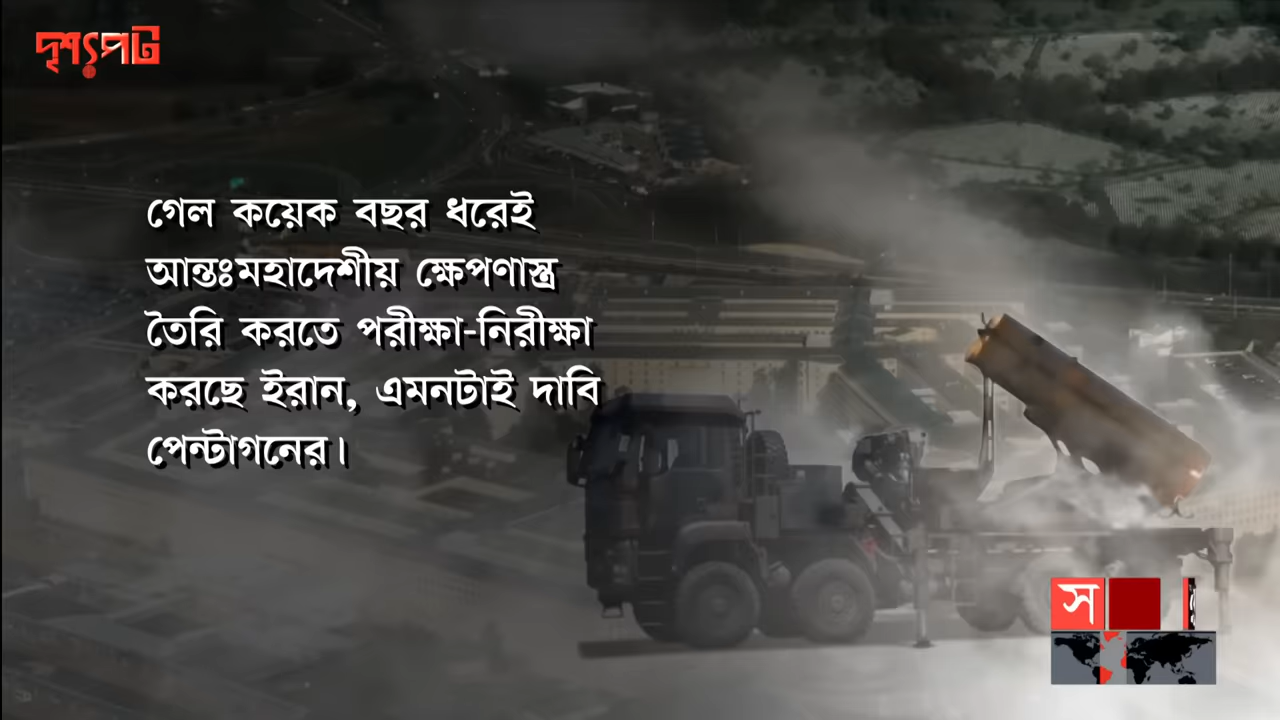 দৃশ্যপট
গেল কয়েক বছর ধরেই
আন্তঃমহাদেশীয় ক্ষেপণাস্ত্র
তৈরি করতে পরীক্ষা-নিরীক্ষা
করছে ইরান, এমনটাই দাবি
পেন্টাগনের।
স